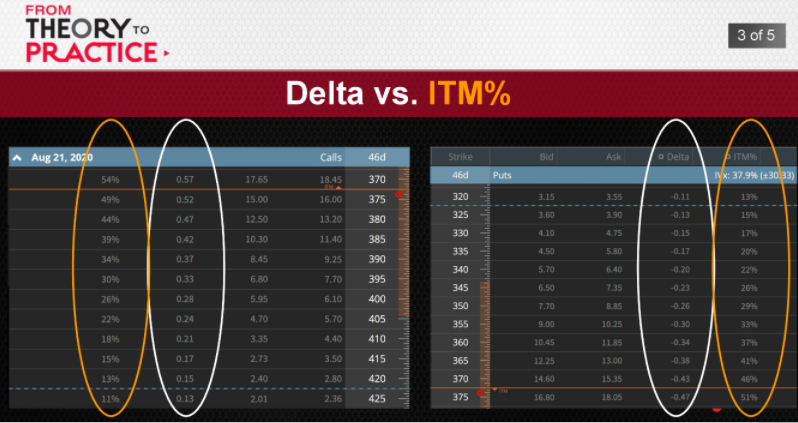 FROM
THEORY TO
PRACTICE
3 of 5
Delta vs. ITM%
Aug 21, 2020 Calls 46d
54% 0.57 17.65 18.45 370
ITM
49% 0.52 15.00 16.00 375
44% 0.47 12.50 13.20 380
39% 0.42 10.30 11.40 385
34% 0.37 8.45 9.25 390
30% 0.33 6.80 7.70 395
26% 0.28 5.95 6.10 400
22% 0.24 4.70 5.70 405
18% 0.21 3.35 4.40 410
15% 0.17 2.73 3.50 415
13% 0.15 2.40 2.80 420
11% 0.13 2.01 2.36 425
Strike Bid Ask Delta ITM%
46d Puts IVx: 37.9% (±30.33)
320 3.15 3.55 -0.11 13%
325 3.60 3.90 -0.13 15%
330 4.10 4.75 -0.15 17%
335 4.50 5.80 -0.17 20%
340 5.70 6.40 -0.20 22%
345 6.50 7.35 -0.23 26%
350 7.70 8.85 -0.26 29%
355 9.00 10.25 -0.30 33%
360 10.45 11.85 -0.34 37%
365 12.25 13.00 -0.38 41%
370 14.60 15.35 -0.43 46%
ITM
375 16.80 18.05 -0.47 51%